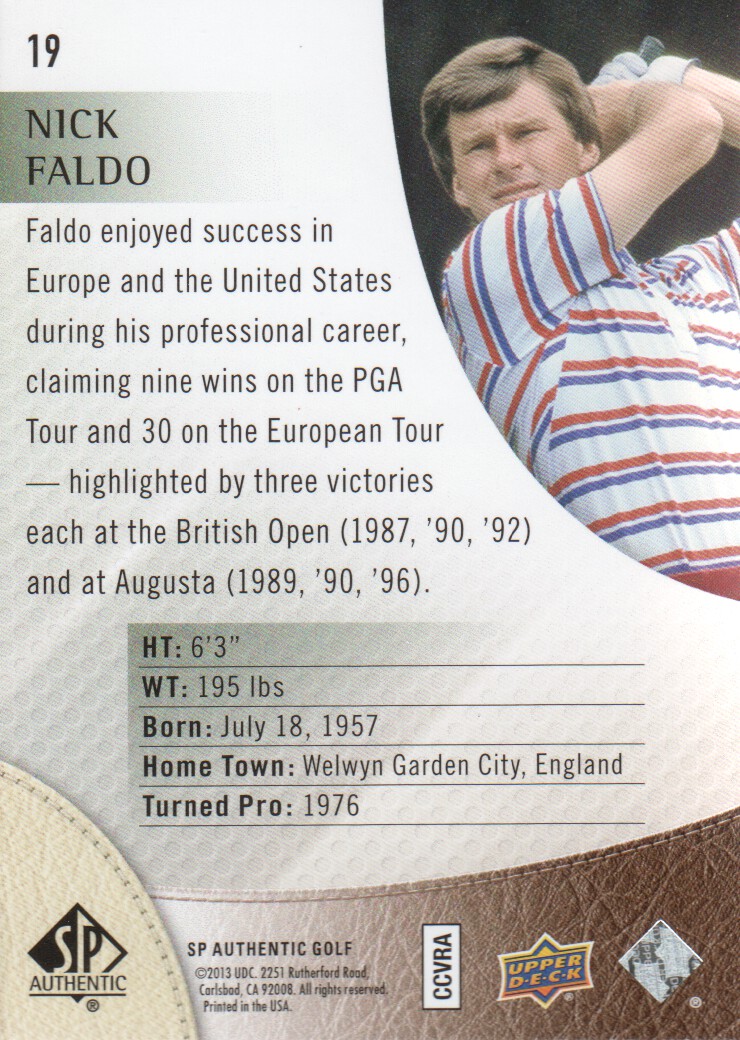 19
NICK
FALDO
Faldo enjoyed success in
Europe and the United States
during his professional career,
claiming nine wins on the PGA
Tour and 30 on the European Tour
— highlighted by three victories
each at the British Open (1987, ’90, ’92)
and at Augusta (1989, ’90, ’96).
HT: 6’3”
WT: 195 lbs
Born: July 18, 1957
Home Town: Welwyn Garden City, England
Turned Pro: 1976
SP
AUTHENTIC
®
SP AUTHENTIC GOLF
©2013 UDC. 2251 Rutherford Road,
Carlsbad, CA 92008. All rights reserved.
Printed in the USA.
CCVRA
UPPER
D·E·C·K
®
®